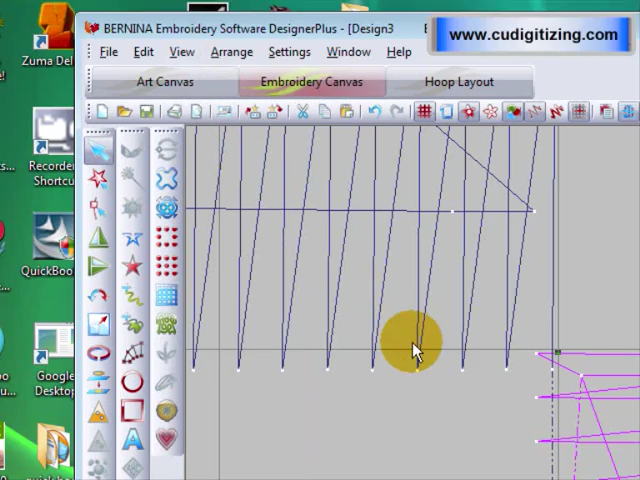 BERNINA Embroidery Software DesignerPlus - [Design3
www.cudigitizing.com
File Edit View Arrange Settings Window Help
Art Canvas Embroidery Canvas Hoop Layout
Zuma Del
Recorder
Shortcu
QuickBoo
Google
Desktop